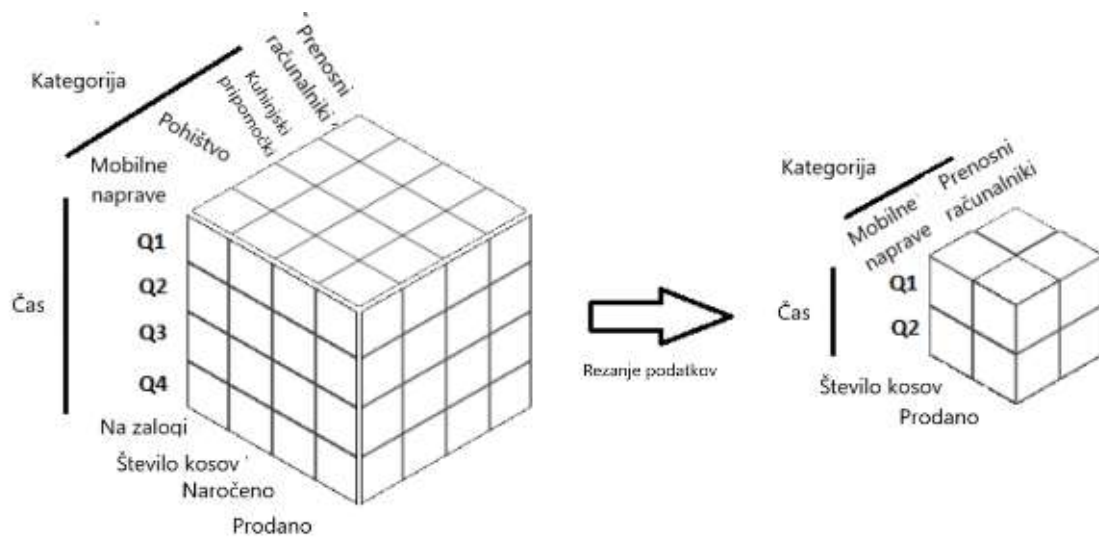 Kategorija
Mobilne
naprave
Pohištvo
Kuhinjski
pripomočki
Prenosni
računalniki
Čas
Q1
Q2
Q3
Q4
Na zalogi
Število kosov
Naročeno
Prodano
Rezanje podatkov
Kategorija
Mobilne
naprave
Prenosni
računalniki
Čas
Q1
Q2
Število kosov
Prodano